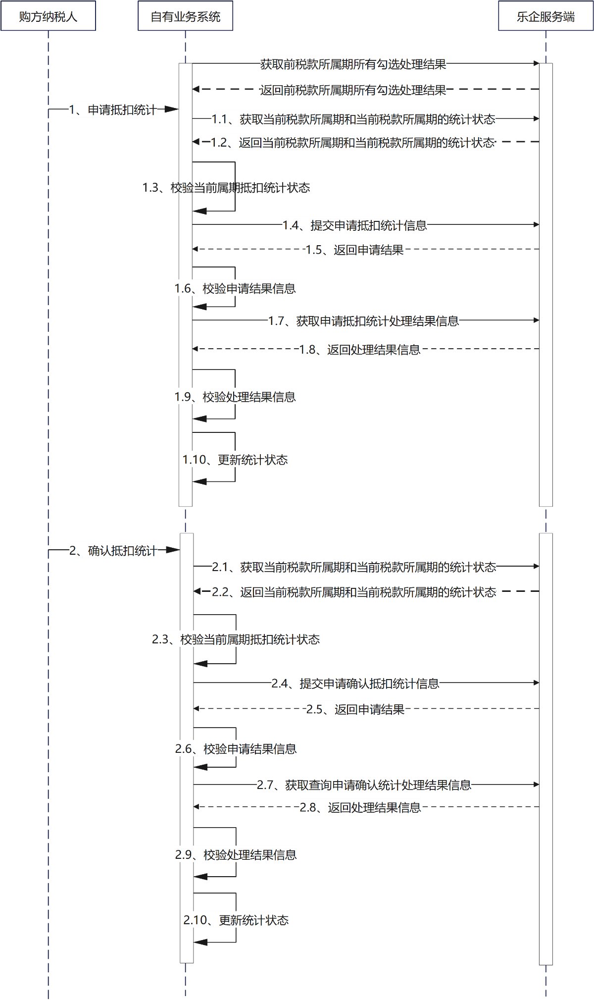 购方纳税人
自有业务系统
乐企服务端
获取前税款所属期所有勾选处理结果
返回前税款所属期所有勾选处理结果
1、申请抵扣统计
1.1、获取当前税款所属期和当前税款所属期的统计状态
1.2、返回当前税款所属期和当前税款所属期的统计状态
1.3、校验当前属期抵扣统计状态
1.4、提交申请抵扣统计信息
1.5、返回申请结果
1.6、校验申请结果信息
1.7、获取申请抵扣统计处理结果信息
1.8、返回处理结果信息
1.9、校验处理结果信息
1.10、更新统计状态
2、确认抵扣统计
2.1、获取当前税款所属期和当前税款所属期的统计状态
2.2、返回当前税款所属期和当前税款所属期的统计状态
2.3、校验当前属期抵扣统计状态
2.4、提交申请确认抵扣统计信息
2.5、返回申请结果
2.6、校验申请结果信息
2.7、获取查询申请确认统计处理结果信息
2.8、返回处理结果信息
2.9、校验处理结果信息
2.10、更新统计状态